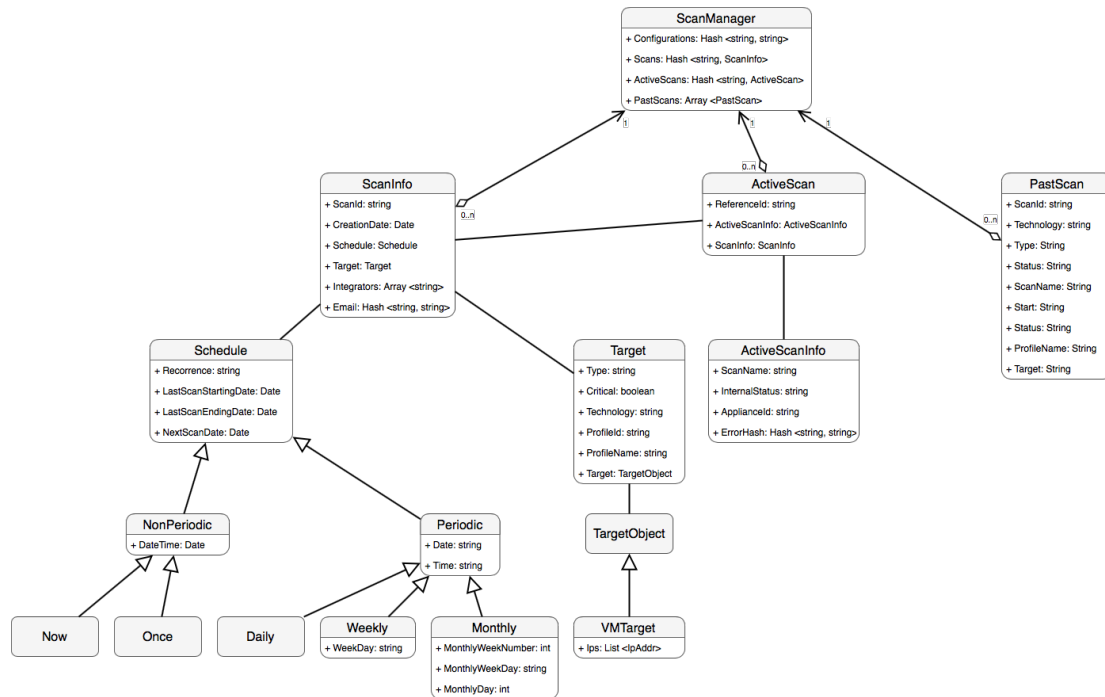 ScanManager
+ Configurations: Hash <string, string>
+ Scans: Hash <string, ScanInfo>
+ ActiveScans: Hash <string, ActiveScan>
+ PastScans: Array <PastScan>
1
1
1
0..n
0..n
0..n
ScanInfo
+ ScanId: string
+ CreationDate: Date
+ Schedule: Schedule
+ Target: Target
+ Integrators: Array <string>
+ Email: Hash <string, string>
ActiveScan
+ ReferenceId: string
+ ActiveScanInfo: ActiveScanInfo
+ ScanInfo: ScanInfo
PastScan
+ ScanId: string
+ Technology: string
+ Type: String
+ Status: String
+ ScanName: String
+ Start: String
+ Status: String
+ ProfileName: String
+ Target: String
Schedule
+ Recorrence: string
+ LastScanStartingDate: Date
+ LastScanEndingDate: Date
+ NextScanDate: Date
Target
+ Type: string
+ Critical: boolean
+ Technology: string
+ ProfileId: string
+ ProfileName: string
+ Target: TargetObject
ActiveScanInfo
+ ScanName: string
+ InternalStatus: string
+ ApplianceId: string
+ ErrorHash: Hash <string, string>
NonPeriodic
+ DateTime: Date
Periodic
+ Date: string
+ Time: string
TargetObject
Now
Once
Daily
Weekly
+ WeekDay: string
Monthly
+ MonthlyWeekNumber: int
+ MonthlyWeekDay: string
+ MonthlyDay: int
VMTarget
+ Ips: List <IpAddr>